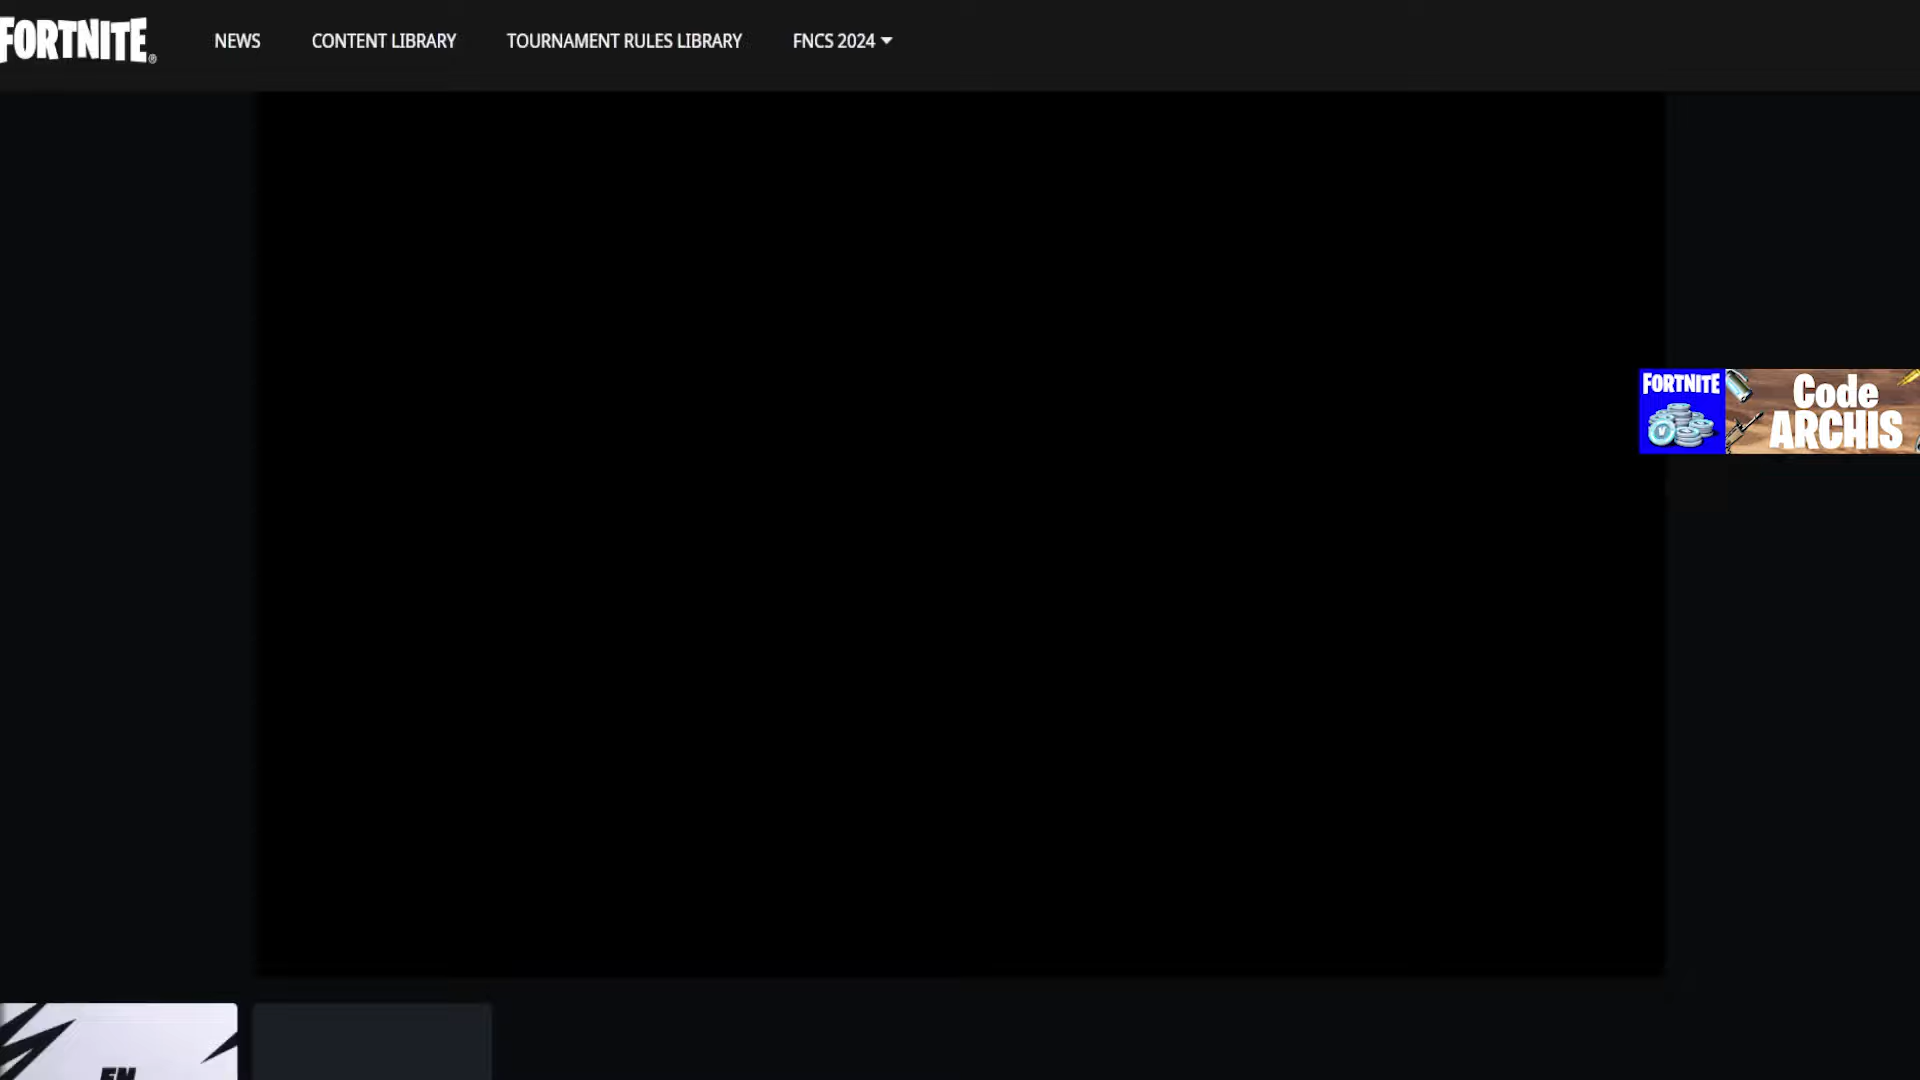 FORTNITE®
NEWS
CONTENT LIBRARY
TOURNAMENT RULES LIBRARY
FNCS 2024
FORTNITE
V
Code
ARCHIS